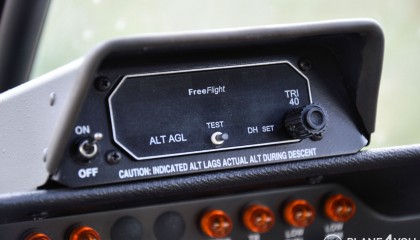 FreeFlight
TRI
40
ON
TEST
ALT AGL
DH SET
OFF
CAUTION: INDICATED ALT LAGS ACTUAL ALT DURING DESCENT
LOW
LOW
PLANE4YOU